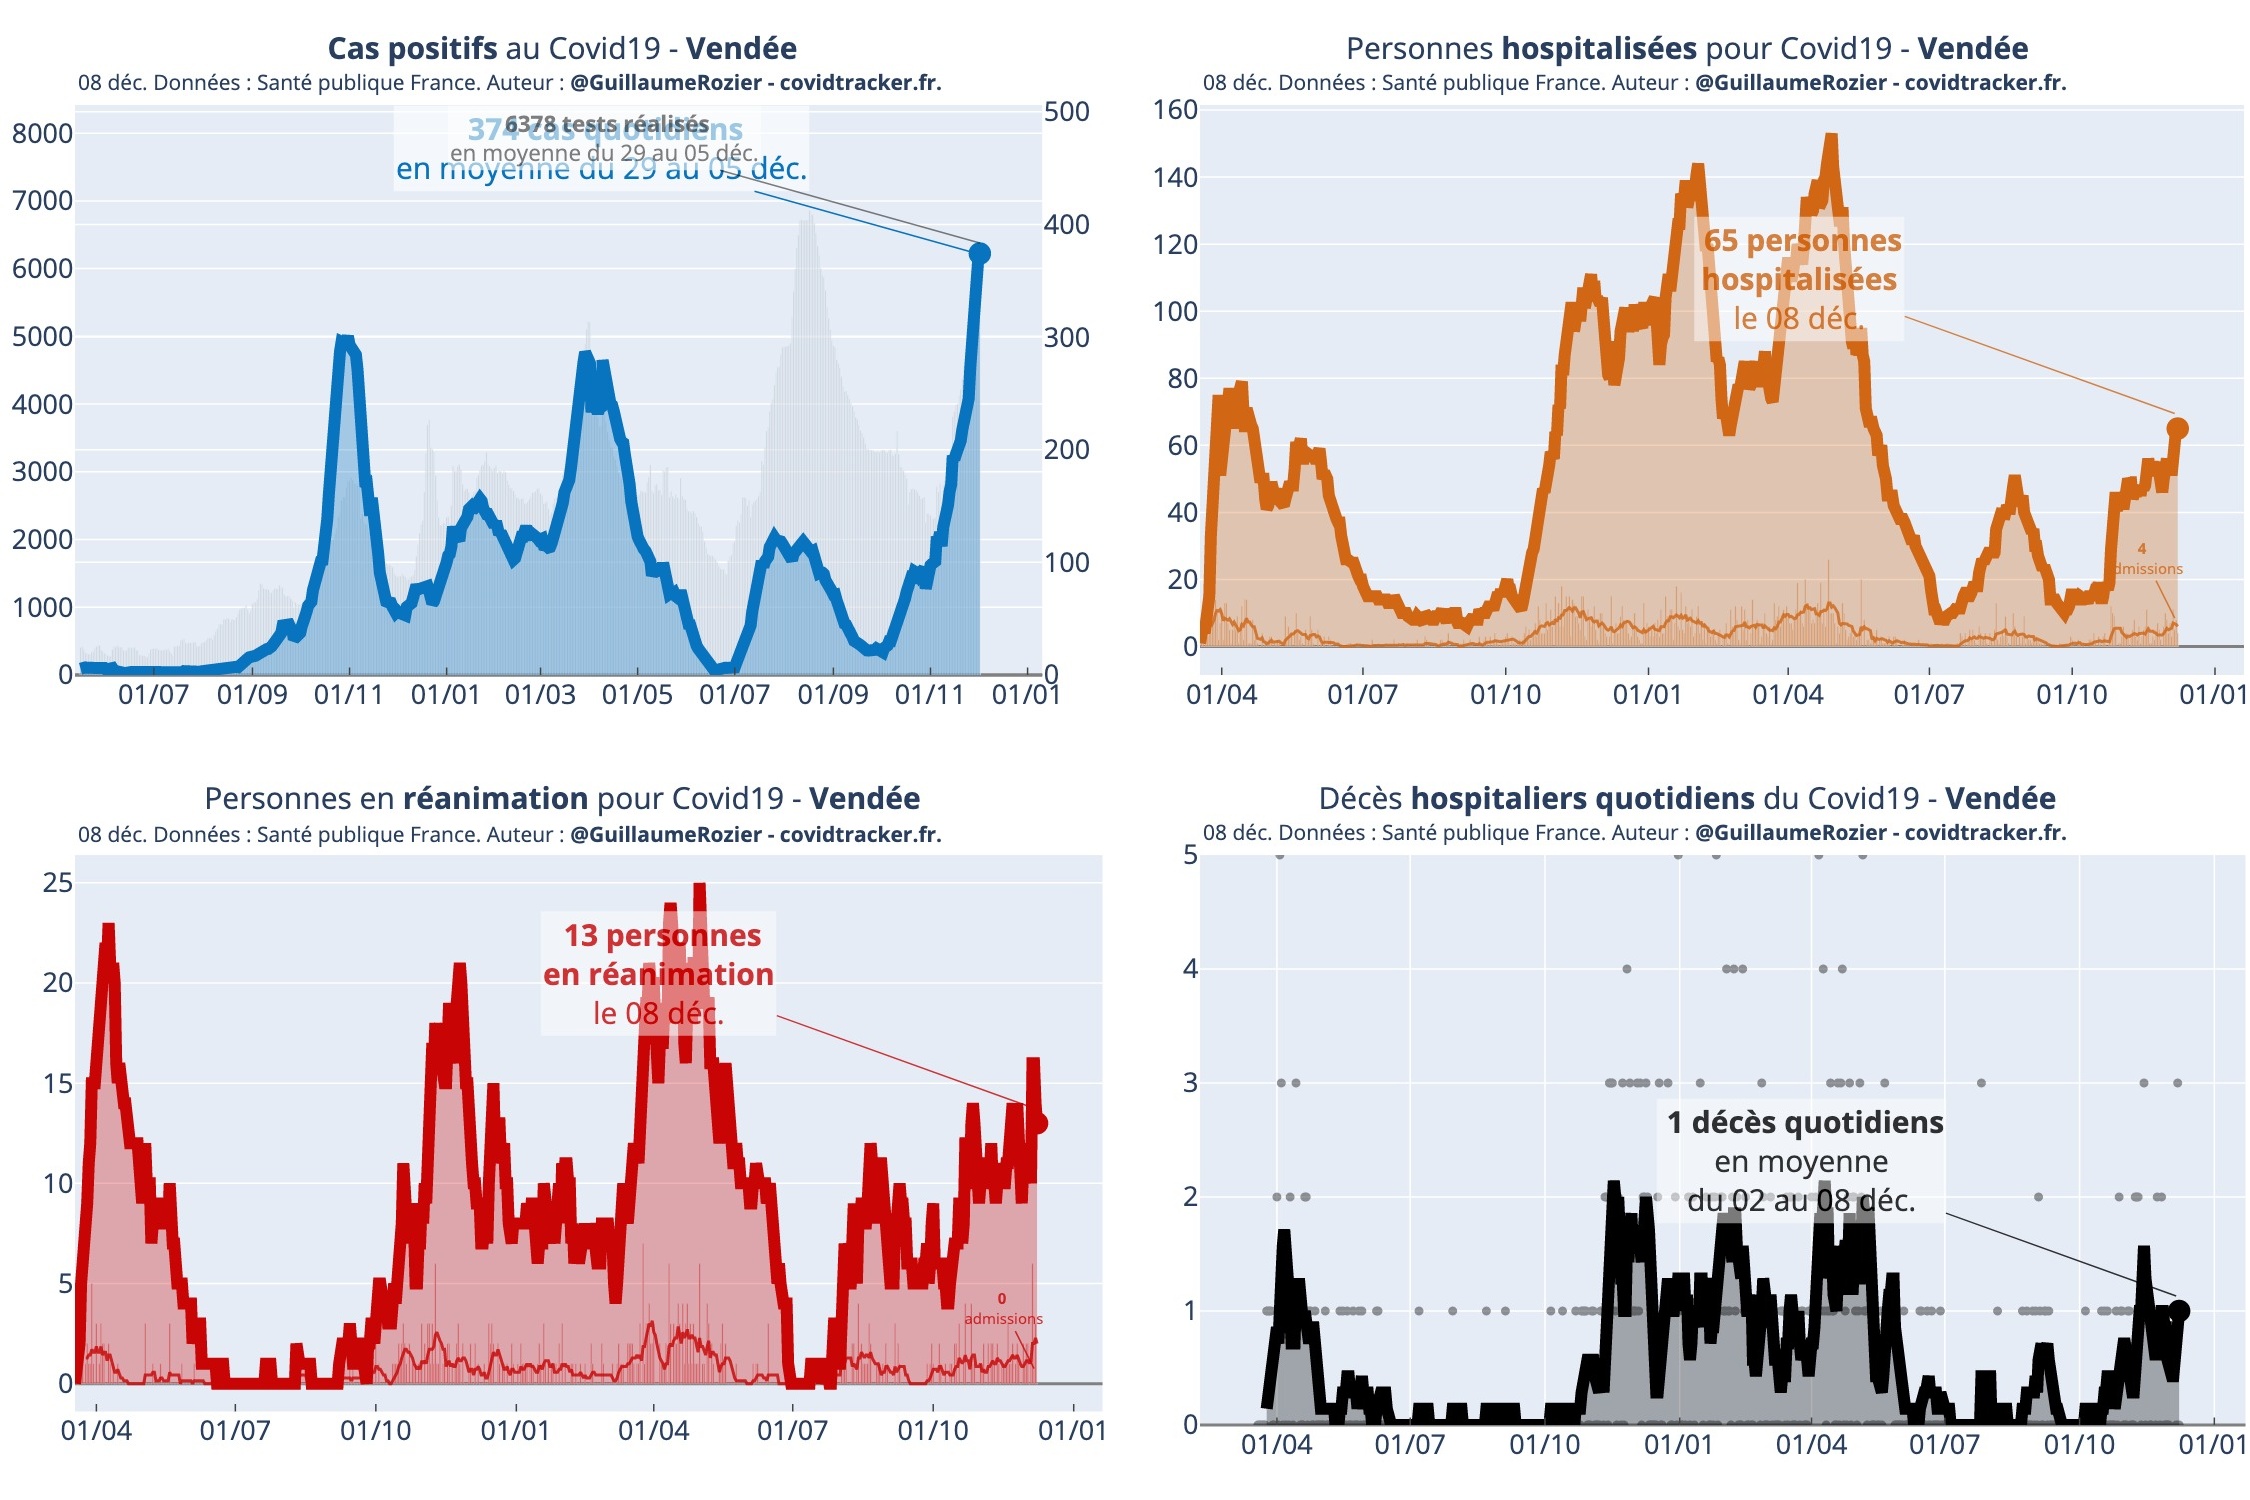 Cas positifs au Covid19 - Vendée
08 déc. Données : Santé publique France. Auteur : @GuillaumeRozier - covidtracker.fr.
6378 tests réalisés
en moyenne du 29 au 05 déc.
374 cas quotidiens
en moyenne du 29 au 05 déc.
8000
7000
6000
5000
4000
3000
2000
1000
0
500
400
300
200
100
0
01/07 01/09 01/11 01/01 01/03 01/05 01/07 01/09 01/11 01/01
Personnes hospitalisées pour Covid19 - Vendée
08 déc. Données : Santé publique France. Auteur : @GuillaumeRozier - covidtracker.fr.
160
140
120
100
80
60
40
20
0
65 personnes
hospitalisées
le 08 déc.
4
dmissions
01/04 01/07 01/10 01/01 01/04 01/07 01/10 01/01
Personnes en réanimation pour Covid19 - Vendée
08 déc. Données : Santé publique France. Auteur : @GuillaumeRozier - covidtracker.fr.
25
20
15
10
5
0
13 personnes
en réanimation
le 08 déc.
0
admissions
01/04 01/07 01/10 01/01 01/04 01/07 01/10 01/01
Décès hospitaliers quotidiens du Covid19 - Vendée
08 déc. Données : Santé publique France. Auteur : @GuillaumeRozier - covidtracker.fr.
5
4
3
2
1
0
1 décès quotidiens
en moyenne
du 02 au 08 déc.
01/04 01/07 01/10 01/01 01/04 01/07 01/10 01/01